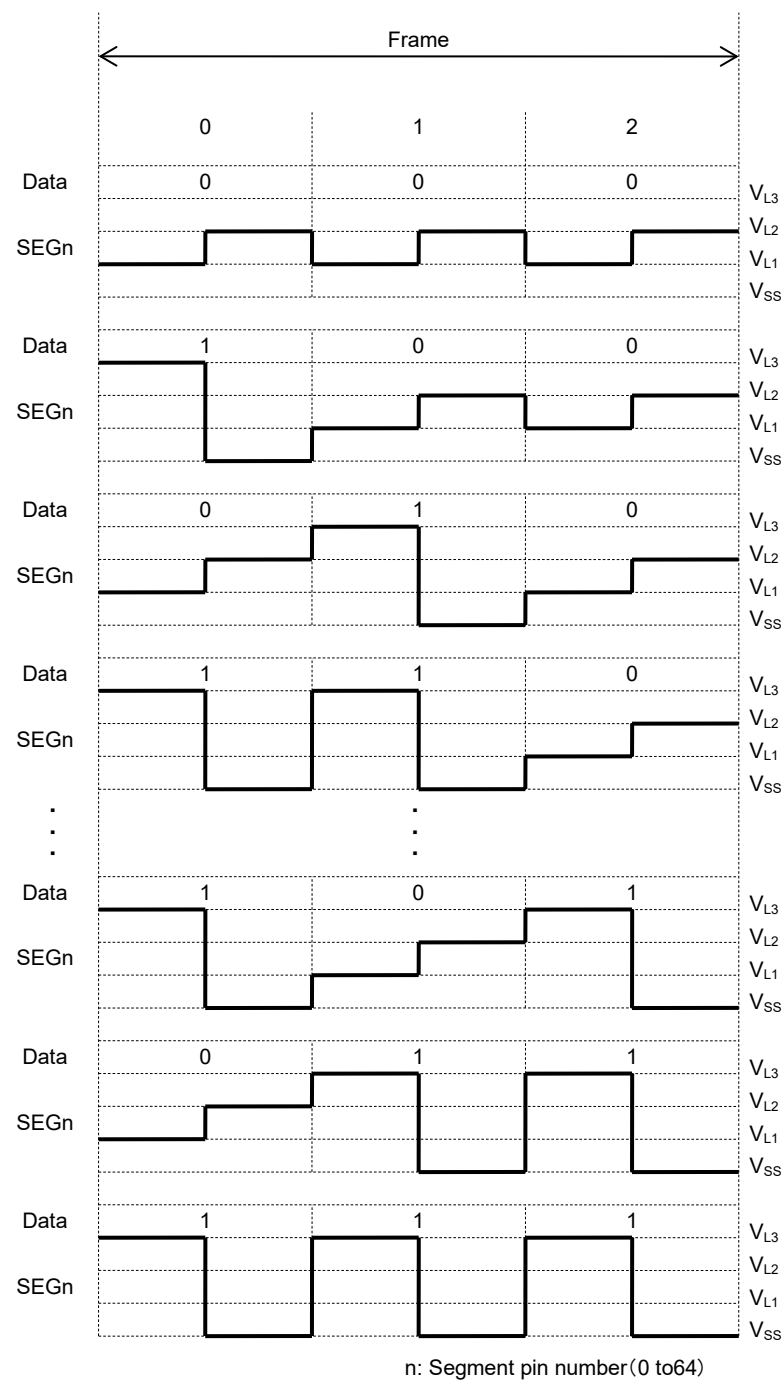 Frame
0 1 2
Data 0 0 0
VL3
VL2
SEGn
VL1
VSS
Data 1 0 0
VL3
VL2
SEGn
VL1
VSS
Data 0 1 0
VL3
VL2
SEGn
VL1
VSS
Data 1 1 0
VL3
VL2
SEGn
VL1
VSS
Data 1 0 1
VL3
VL2
SEGn
VL1
VSS
Data 0 1 1
VL3
VL2
SEGn
VL1
VSS
Data 1 1 1
VL3
VL2
SEGn
VL1
VSS
n: Segment pin number(0 to64)